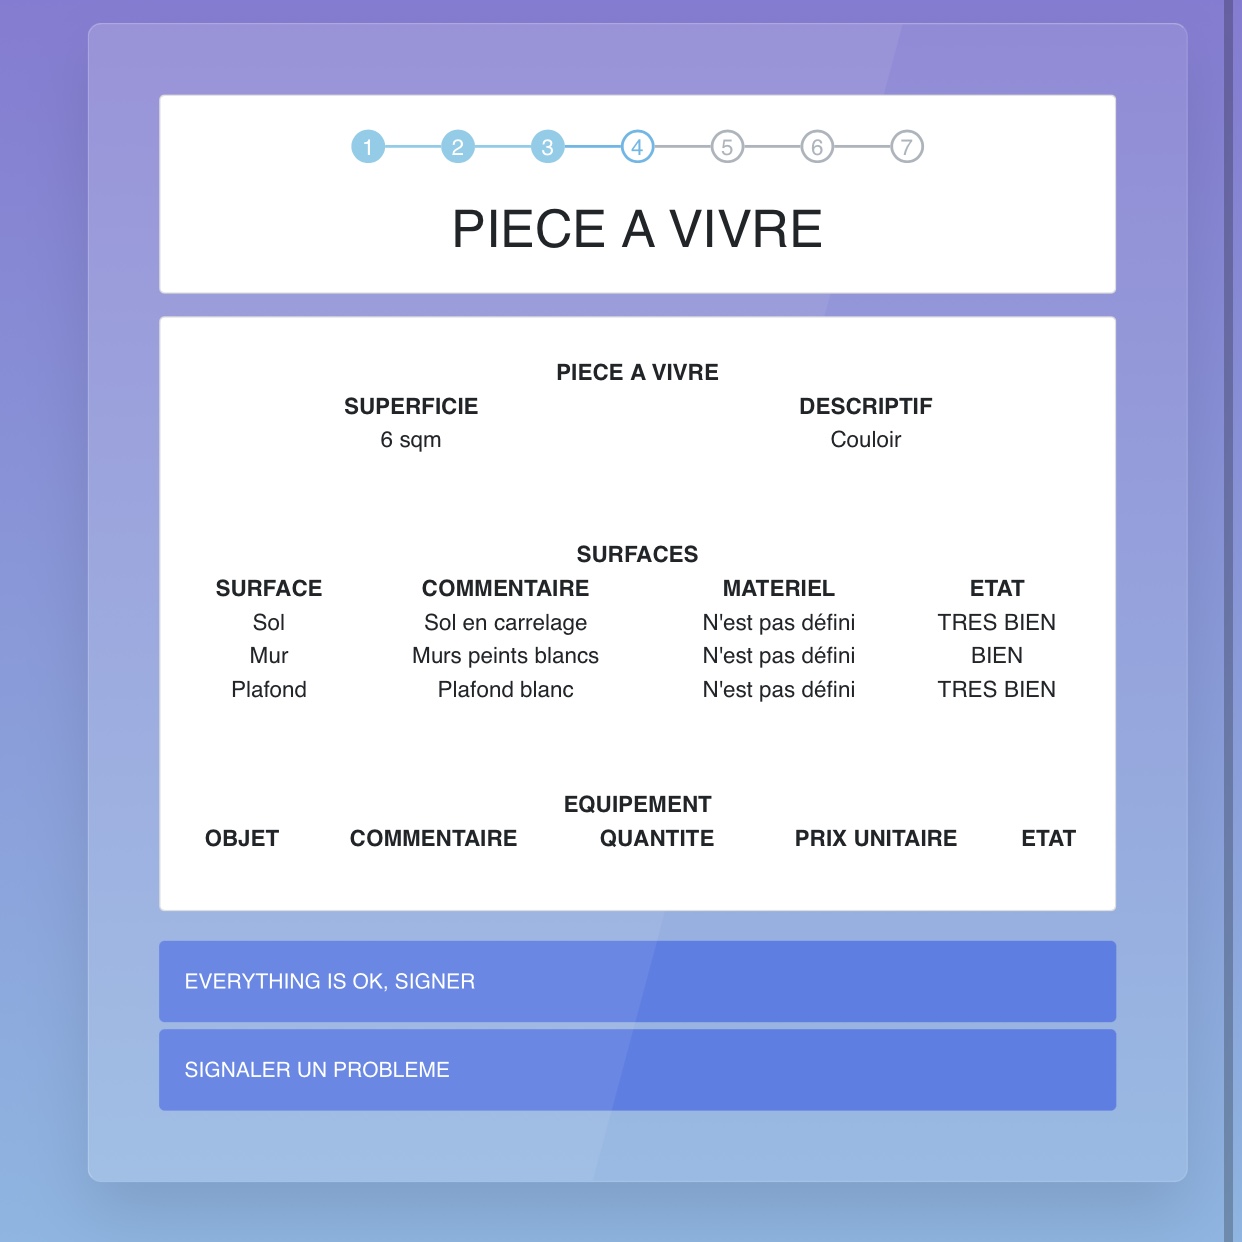 1 2 3 4 5 6 7
PIECE A VIVRE
PIECE A VIVRE
SUPERFICIE DESCRIPTIF
6 sqm Couloir
SURFACES
SURFACE COMMENTAIRE MATERIEL ETAT
Sol Sol en carrelage N'est pas défini TRES BIEN
Mur Murs peints blancs N'est pas défini BIEN
Plafond Plafond blanc N'est pas défini TRES BIEN
EQUIPEMENT
OBJET COMMENTAIRE QUANTITE PRIX UNITAIRE ETAT
EVERYTHING IS OK, SIGNER
SIGNALER UN PROBLEME